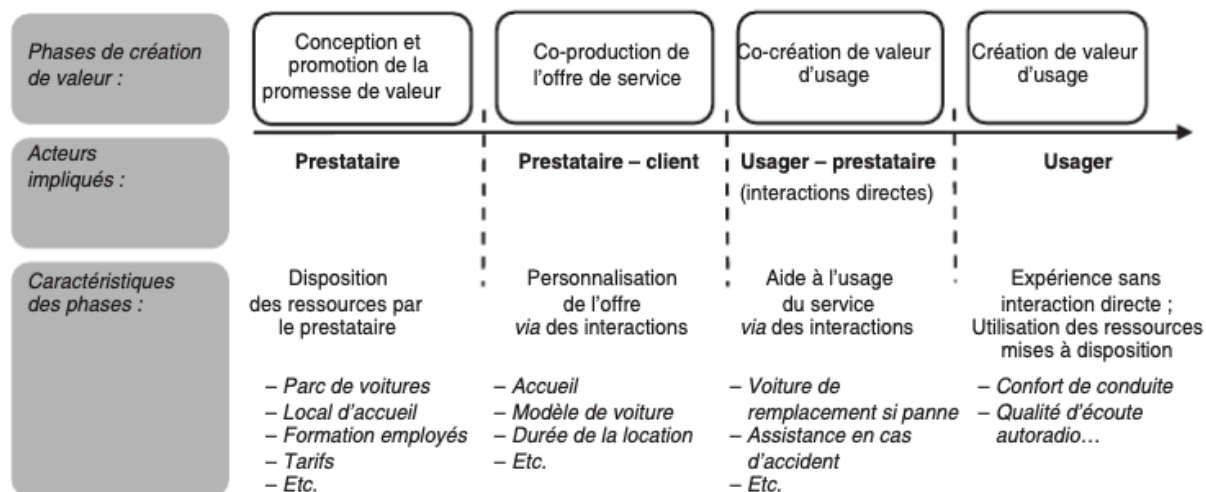 Phases de création
de valeur :
Conception et
promotion de la
promesse de valeur
Co-production de
l'offre de service
Co-création de valeur
d'usage
Création de valeur
d'usage
Acteurs
impliqués :
Prestataire
Prestataire – client
Usager – prestataire
(interactions directes)
Usager
Caractéristiques
des phases :
Disposition
des ressources par
le prestataire
– Parc de voitures
– Local d'accueil
– Formation employés
– Tarifs
– Etc.
Personnalisation
de l'offre
via des interactions
– Accueil
– Modèle de voiture
– Durée de la location
– Etc.
Aide à l'usage
du service
via des interactions
– Voiture de
remplacement si panne
– Assistance en cas
d'accident
– Etc.
Expérience sans
interaction directe ;
Utilisation des ressources
mises à disposition
– Confort de conduite
– Qualité d'écoute
autoradio…